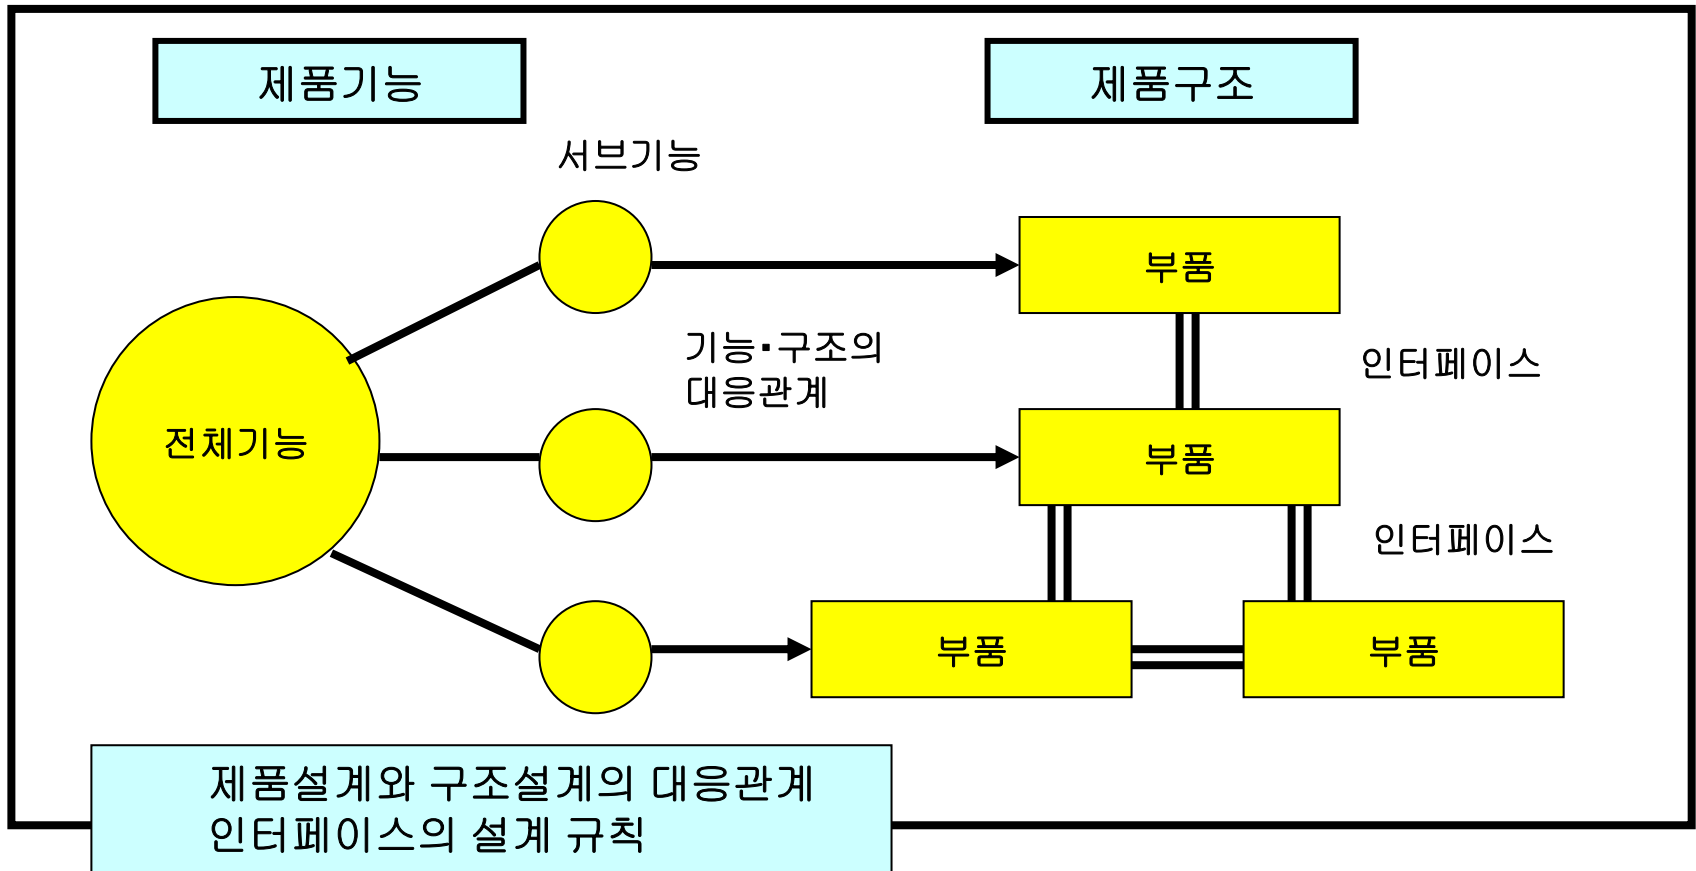 제품기능
제품구조
서브기능
부품
기능·구조의
대응관계
인터페이스
전체기능
부품
인터페이스
부품
부품
제품설계와 구조설계의 대응관계
인터페이스의 설계 규칙